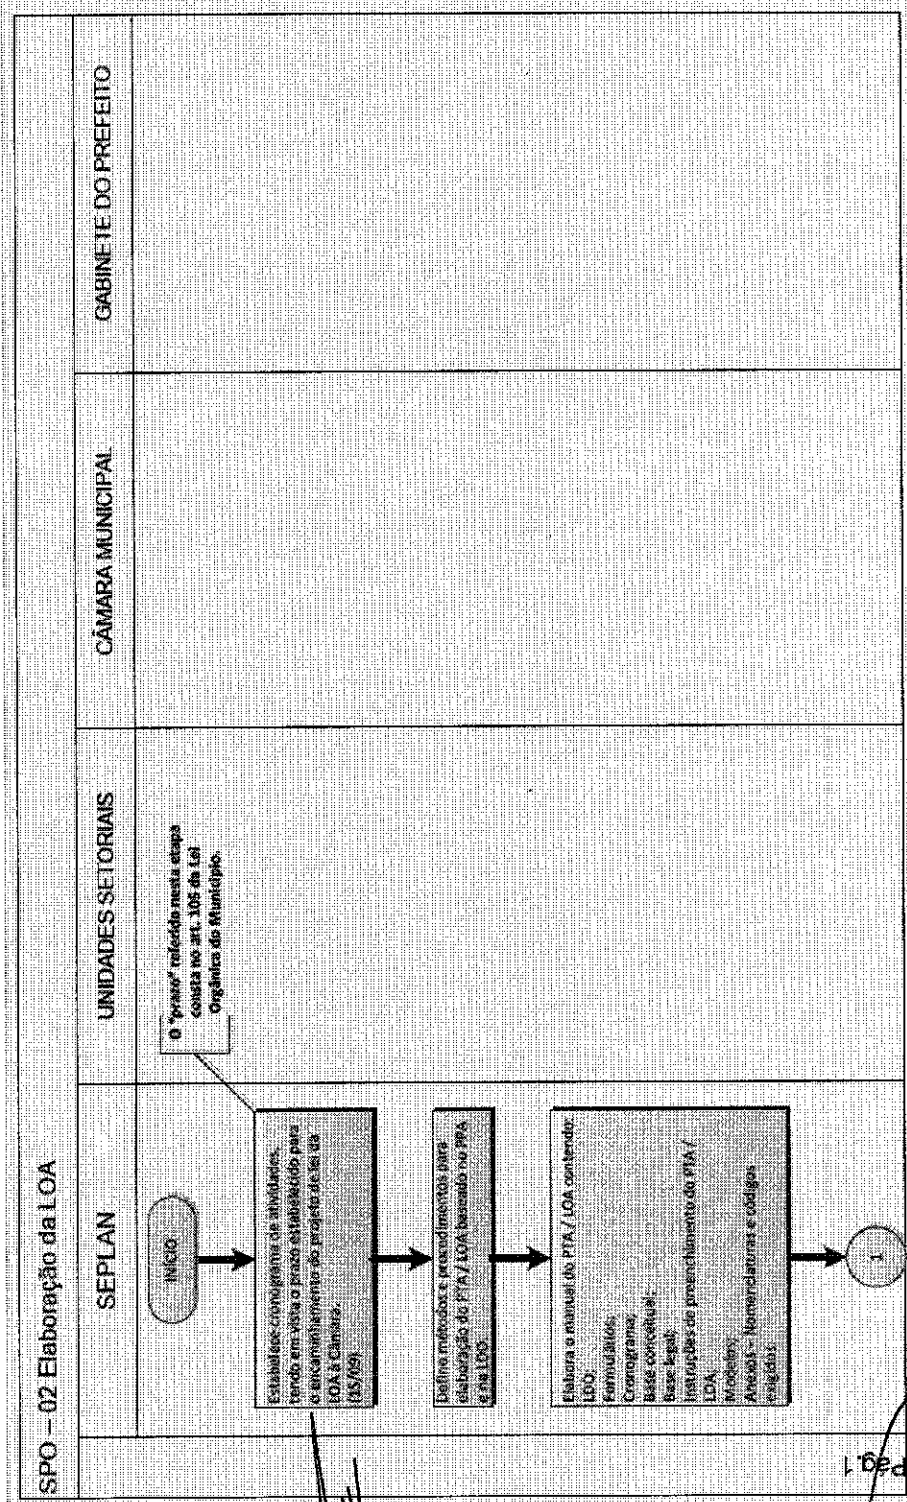 SPO – 02 Elaboração da LOA
SEPLAN
UNIDADES SETORIAIS
CÂMARA MUNICIPAL
GABINETE DO PREFEITO
INÍCIO
Estabelece cronograma de atividades,
tendo em vista o prazo estabelecido para
o encaminhamento do projeto de lei da
LOA à Câmara.
(15/09)
O "prazo" referido nesta etapa
consta no art. 105 da Lei
Orgânica do Município.
Define métodos e procedimentos para
elaboração do PTA / LOA baseado no PPA
e na LDO.
Elabora o manual do PTA / LOA contendo:
LDO;
Formulários;
Cronograma;
Base conceitual;
Base legal;
Instruções de preenchimento do PTA /
LOA;
Modelos;
Anexos – Nomenclaturas e códigos
exigidos
1
Pág.1